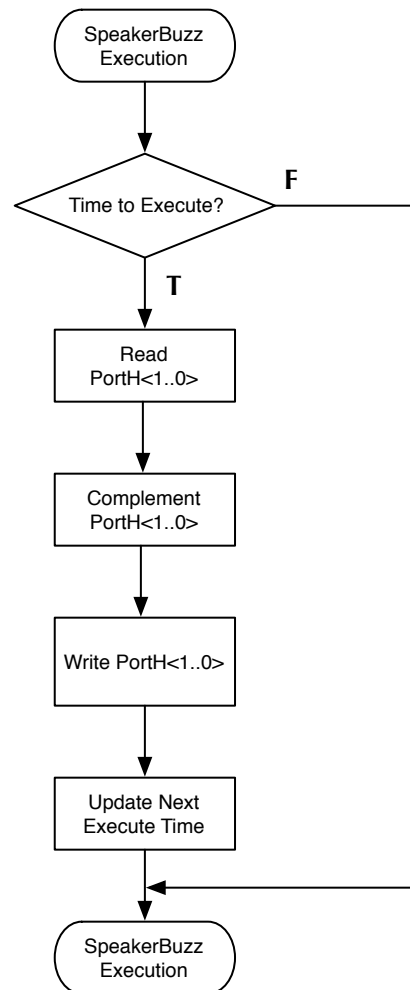 SpeakerBuzz
Execution
Time to Execute?
F
T
Read
PortH<1..0>
Complement
PortH<1..0>
Write PortH<1..0>
Update Next
Execute Time
SpeakerBuzz
Execution